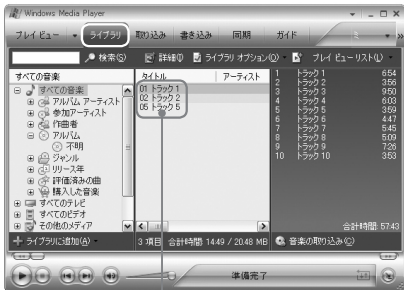 Windows Media Player
プレイ ビュー ライブラリ 取り込み 書き込み 同期 ガイド
検索(S) 詳細(I) ライブラリ オプション(O) プレイ ビューリスト(L)
すべての音楽
すべての音楽
アルバム アーティスト
参加アーティスト
作曲者
アルバム
不明
ジャンル
リリース年
評価済みの曲
購入した音楽
すべてのテレビ
すべてのビデオ
その他のメディア
タイトル アーティスト
01 トラック 1
02 トラック 2
05 トラック 5
1 トラック 1 6:54
2 トラック 2 3:56
3 トラック 3 9:50
4 トラック 4 6:03
5 トラック 5 3:59
6 トラック 6 4:47
7 トラック 7 5:45
8 トラック 8 5:09
9 トラック 9 7:26
10 トラック 10 3:53
合計時間: 57:43
ライブラリに追加(A) 3 項目 合計時間: 14:49 / 20.48 MB 音楽の取り込み(C)
準備完了